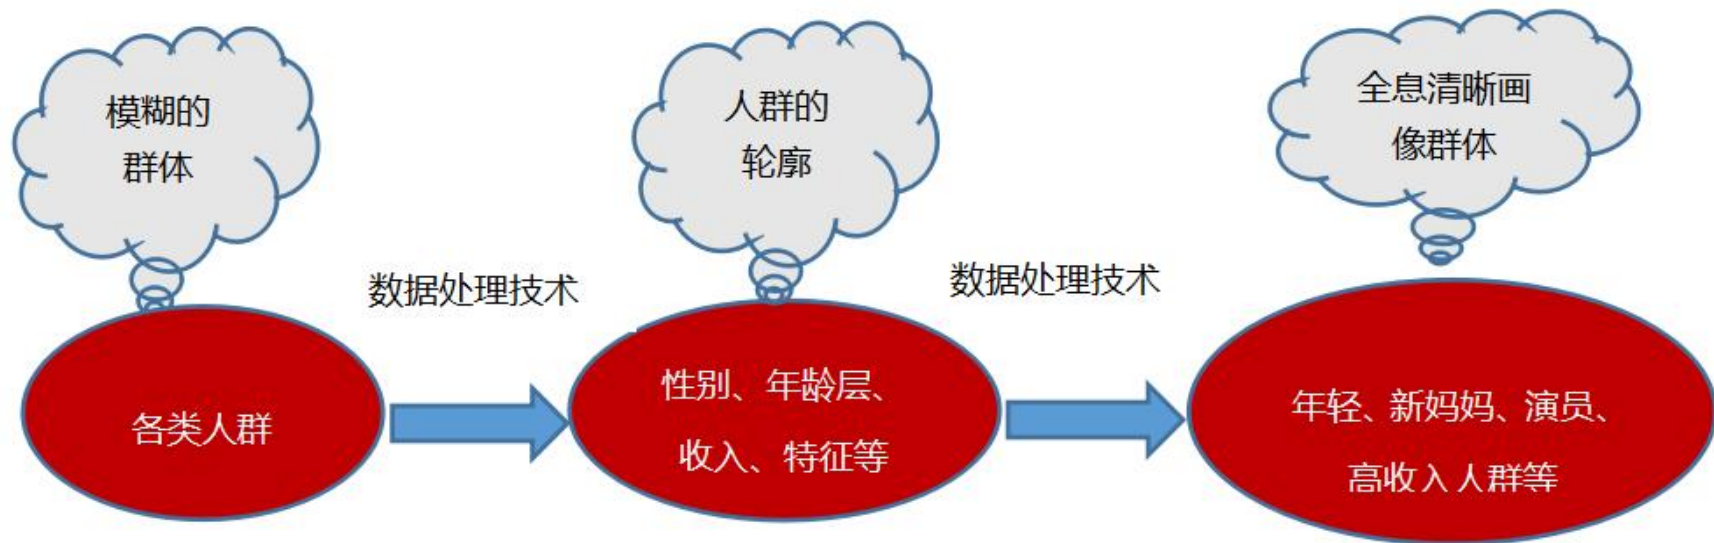 模糊的
群体
人群的
轮廓
全息清晰画
像群体
数据处理技术
数据处理技术
各类人群
性别、年龄层、
收入、特征等
年轻、新妈妈、演员、
高收入人群等